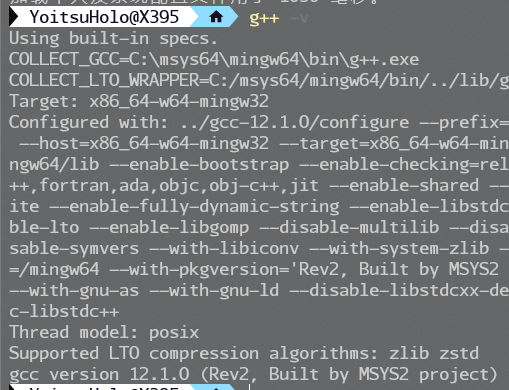 YoitsuHolo@X395 g++ -v
Using built-in specs.
COLLECT_GCC=C:\msys64\mingw64\bin\g++.exe
COLLECT_LTO_WRAPPER=C:/msys64/mingw64/bin/../lib/g
Target: x86_64-w64-mingw32
Configured with: ../gcc-12.1.0/configure --prefix=
--host=x86_64-w64-mingw32 --target=x86_64-w64-min
ngw64/lib --enable-bootstrap --enable-checking=rel
++,fortran,ada,objc,obj-c++,jit --enable-shared --
ite --enable-fully-dynamic-string --enable-libstdc
ble-lto --enable-libgomp --disable-multilib --disa
sable-symvers --with-libiconv --with-system-zlib -
=/mingw64 --with-pkgversion='Rev2, Built by MSYS2
--with-gnu-as --with-gnu-ld --disable-libstdcxx-de
c-libstdc++
Thread model: posix
Supported LTO compression algorithms: zlib zstd
gcc version 12.1.0 (Rev2, Built by MSYS2 project)
YoitsuHolo@X395